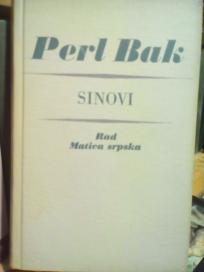 Perl Bak
SINOVI
Rad
Matica srpska